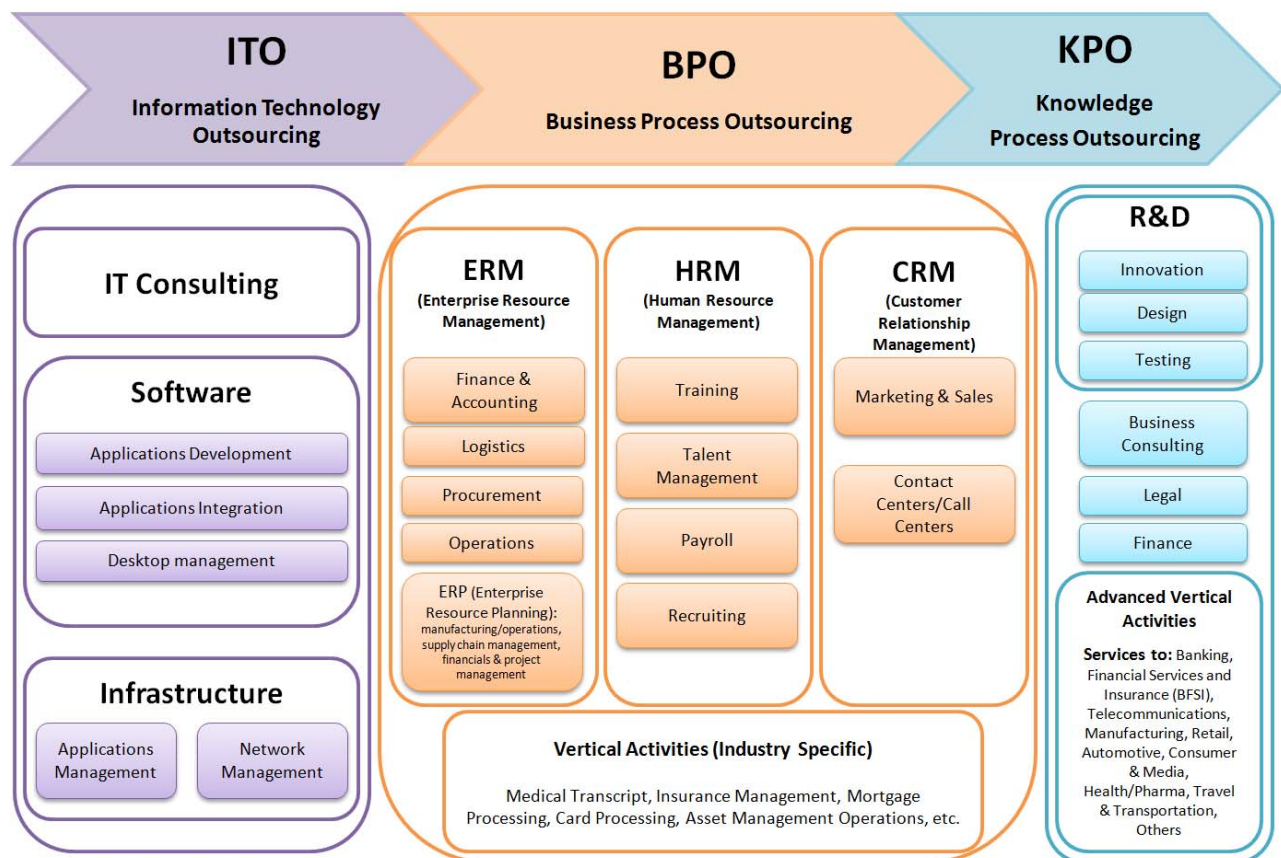 ITO
Information Technology
Outsourcing
BPO
Business Process Outsourcing
KPO
Knowledge
Process Outsourcing
IT Consulting
Software
Applications Development
Applications Integration
Desktop management
Infrastructure
Applications
Management
Network
Management
ERM
(Enterprise Resource
Management)
Finance &
Accounting
Logistics
Procurement
Operations
ERP (Enterprise
Resource Planning):
manufacturing/operations,
supply chain management,
financials & project
management
HRM
(Human Resource
Management)
Training
Talent
Management
Payroll
Recruiting
CRM
(Customer
Relationship
Management)
Marketing & Sales
Contact
Centers/Call
Centers
Vertical Activities (Industry Specific)
Medical Transcript, Insurance Management, Mortgage
Processing, Card Processing, Asset Management Operations, etc.
R&D
Innovation
Design
Testing
Business
Consulting
Legal
Finance
Advanced Vertical
Activities
Services to: Banking,
Financial Services and
Insurance (BFSI),
Telecommunications,
Manufacturing, Retail,
Automotive, Consumer
& Media,
Health/Pharma, Travel
& Transportation,
Others